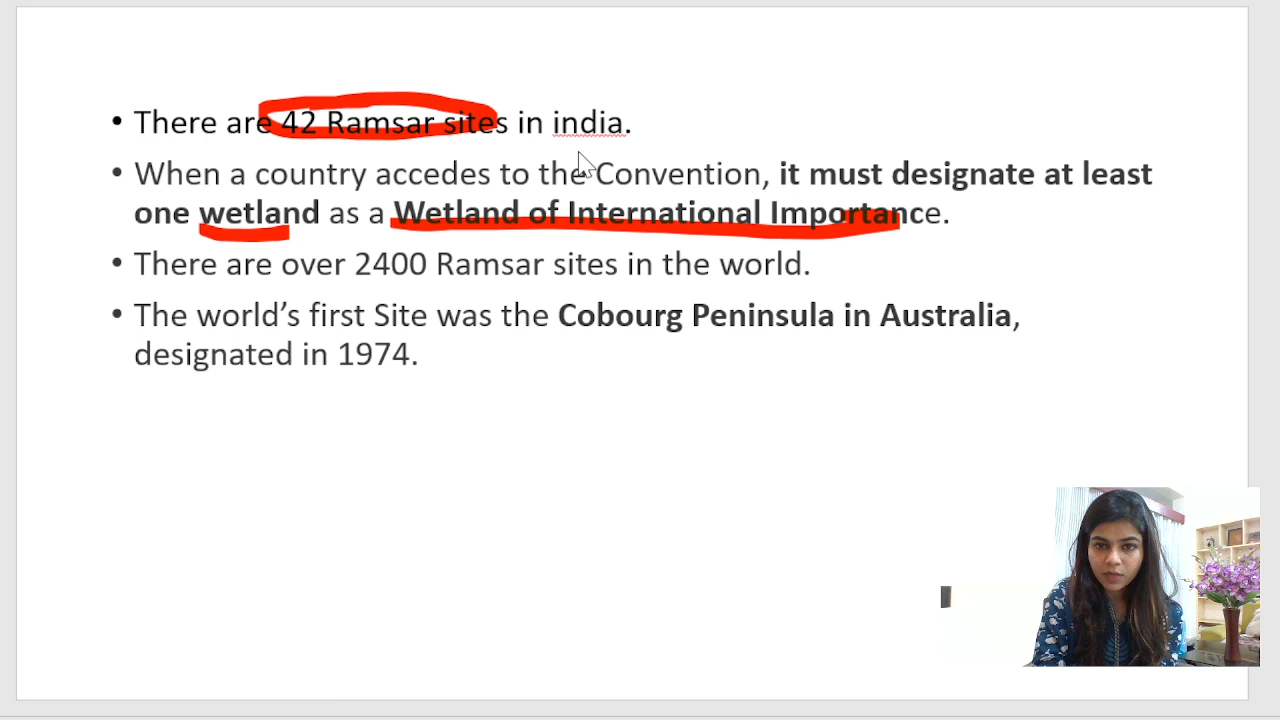 • There are 42 Ramsar sites in india.
• When a country accedes to the Convention, it must designate at least
one wetland as a Wetland of International Importance.
• There are over 2400 Ramsar sites in the world.
• The world’s first Site was the Cobourg Peninsula in Australia,
designated in 1974.